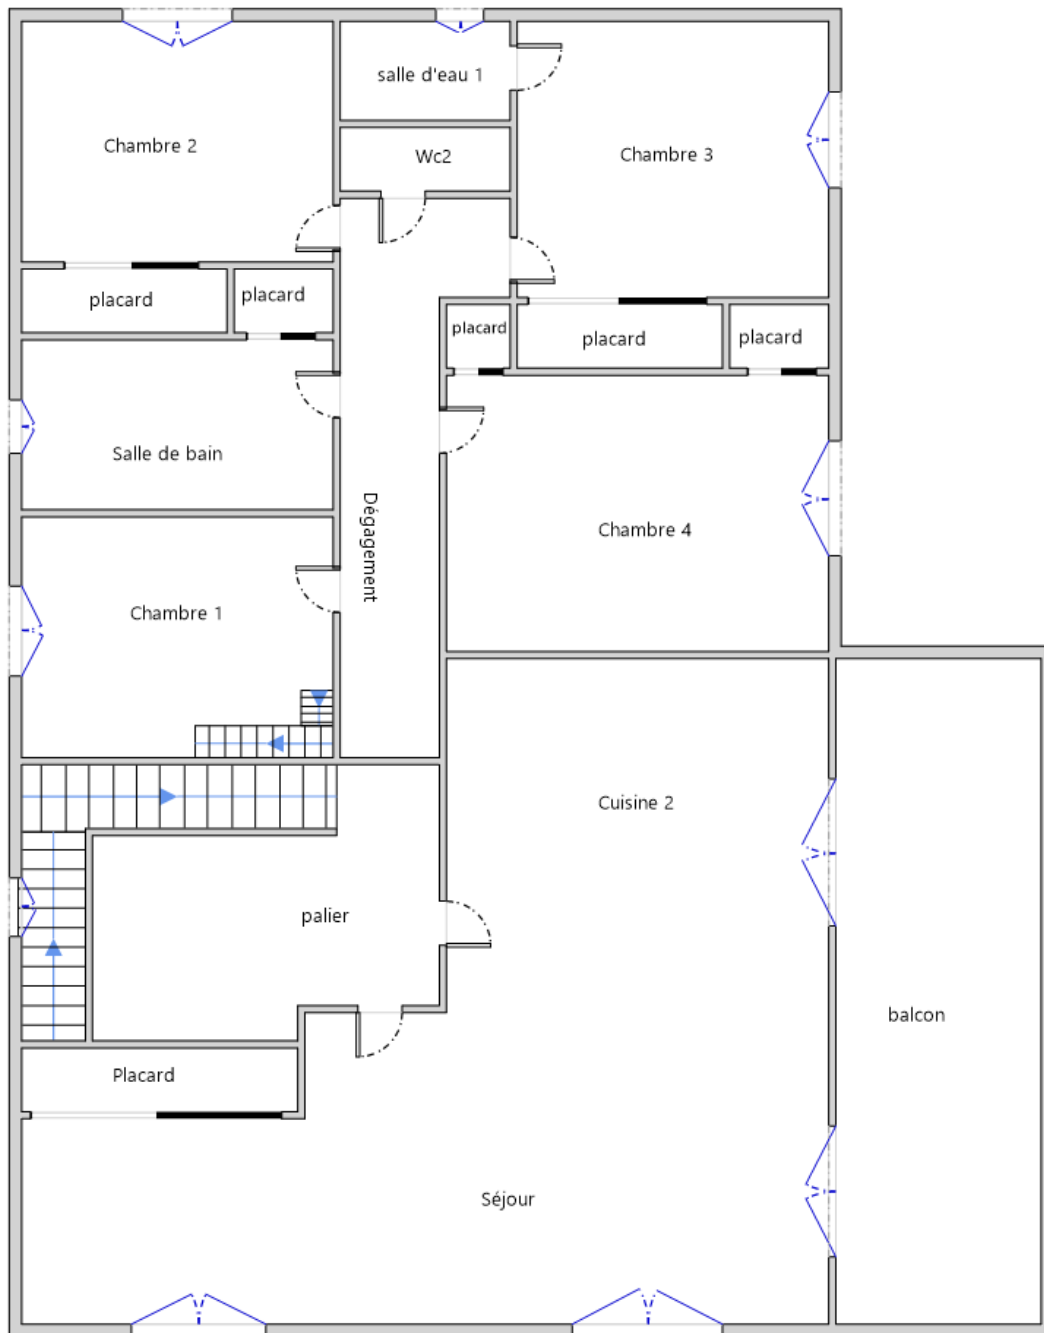 salle d'eau 1
Chambre 2
Wc2
Chambre 3
placard
placard
placard
placard
placard
Salle de bain
Dégagement
Chambre 4
Chambre 1
Cuisine 2
palier
balcon
Placard
Séjour